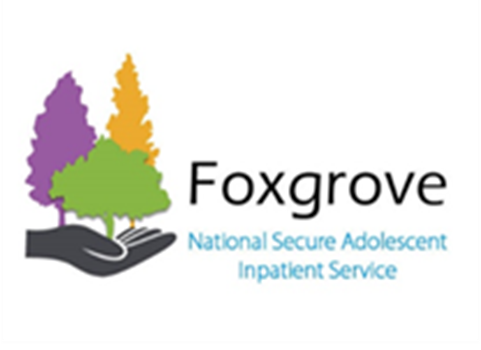 Foxgrove
National Secure Adolescent
Inpatient Service